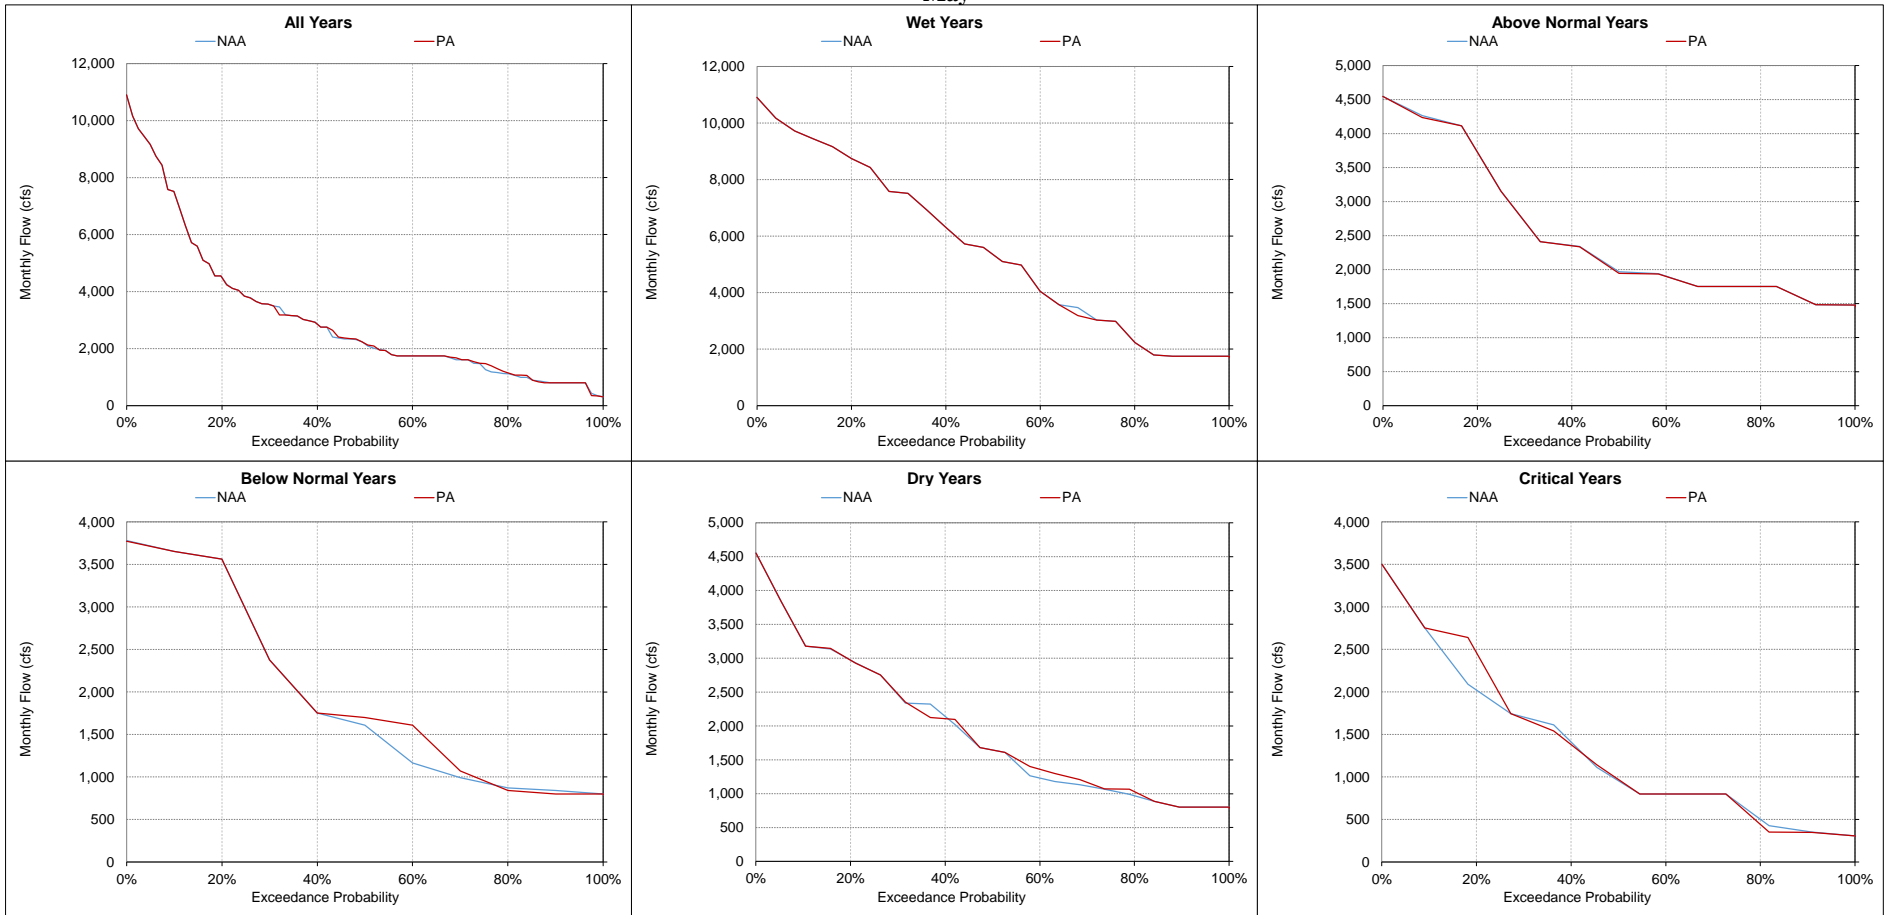 All Years
NAA PA
12,000
10,000
8,000
6,000
4,000
2,000
0
Monthly Flow (cfs)
0% 20% 40% 60% 80% 100%
Exceedance Probability
Wet Years
NAA PA
12,000
10,000
8,000
6,000
4,000
2,000
0
Monthly Flow (cfs)
0% 20% 40% 60% 80% 100%
Exceedance Probability
Above Normal Years
NAA PA
5,000
4,500
4,000
3,500
3,000
2,500
2,000
1,500
1,000
500
0
Monthly Flow (cfs)
0% 20% 40% 60% 80% 100%
Exceedance Probability
Below Normal Years
NAA PA
4,000
3,500
3,000
2,500
2,000
1,500
1,000
500
0
Monthly Flow (cfs)
0% 20% 40% 60% 80% 100%
Exceedance Probability
Dry Years
NAA PA
5,000
4,500
4,000
3,500
3,000
2,500
2,000
1,500
1,000
500
0
Monthly Flow (cfs)
0% 20% 40% 60% 80% 100%
Exceedance Probability
Critical Years
NAA PA
4,000
3,500
3,000
2,500
2,000
1,500
1,000
500
0
Monthly Flow (cfs)
0% 20% 40% 60% 80% 100%
Exceedance Probability